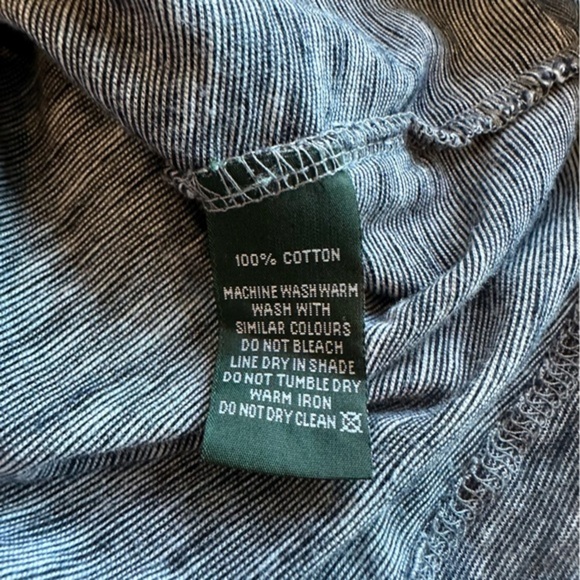 100% COTTON
MACHINE WASH WARM
WASH WITH
SIMILAR COLOURS
DO NOT BLEACH
LINE DRY IN SHADE
DO NOT TUMBLE DRY
WARM IRON
DO NOT DRY CLEAN